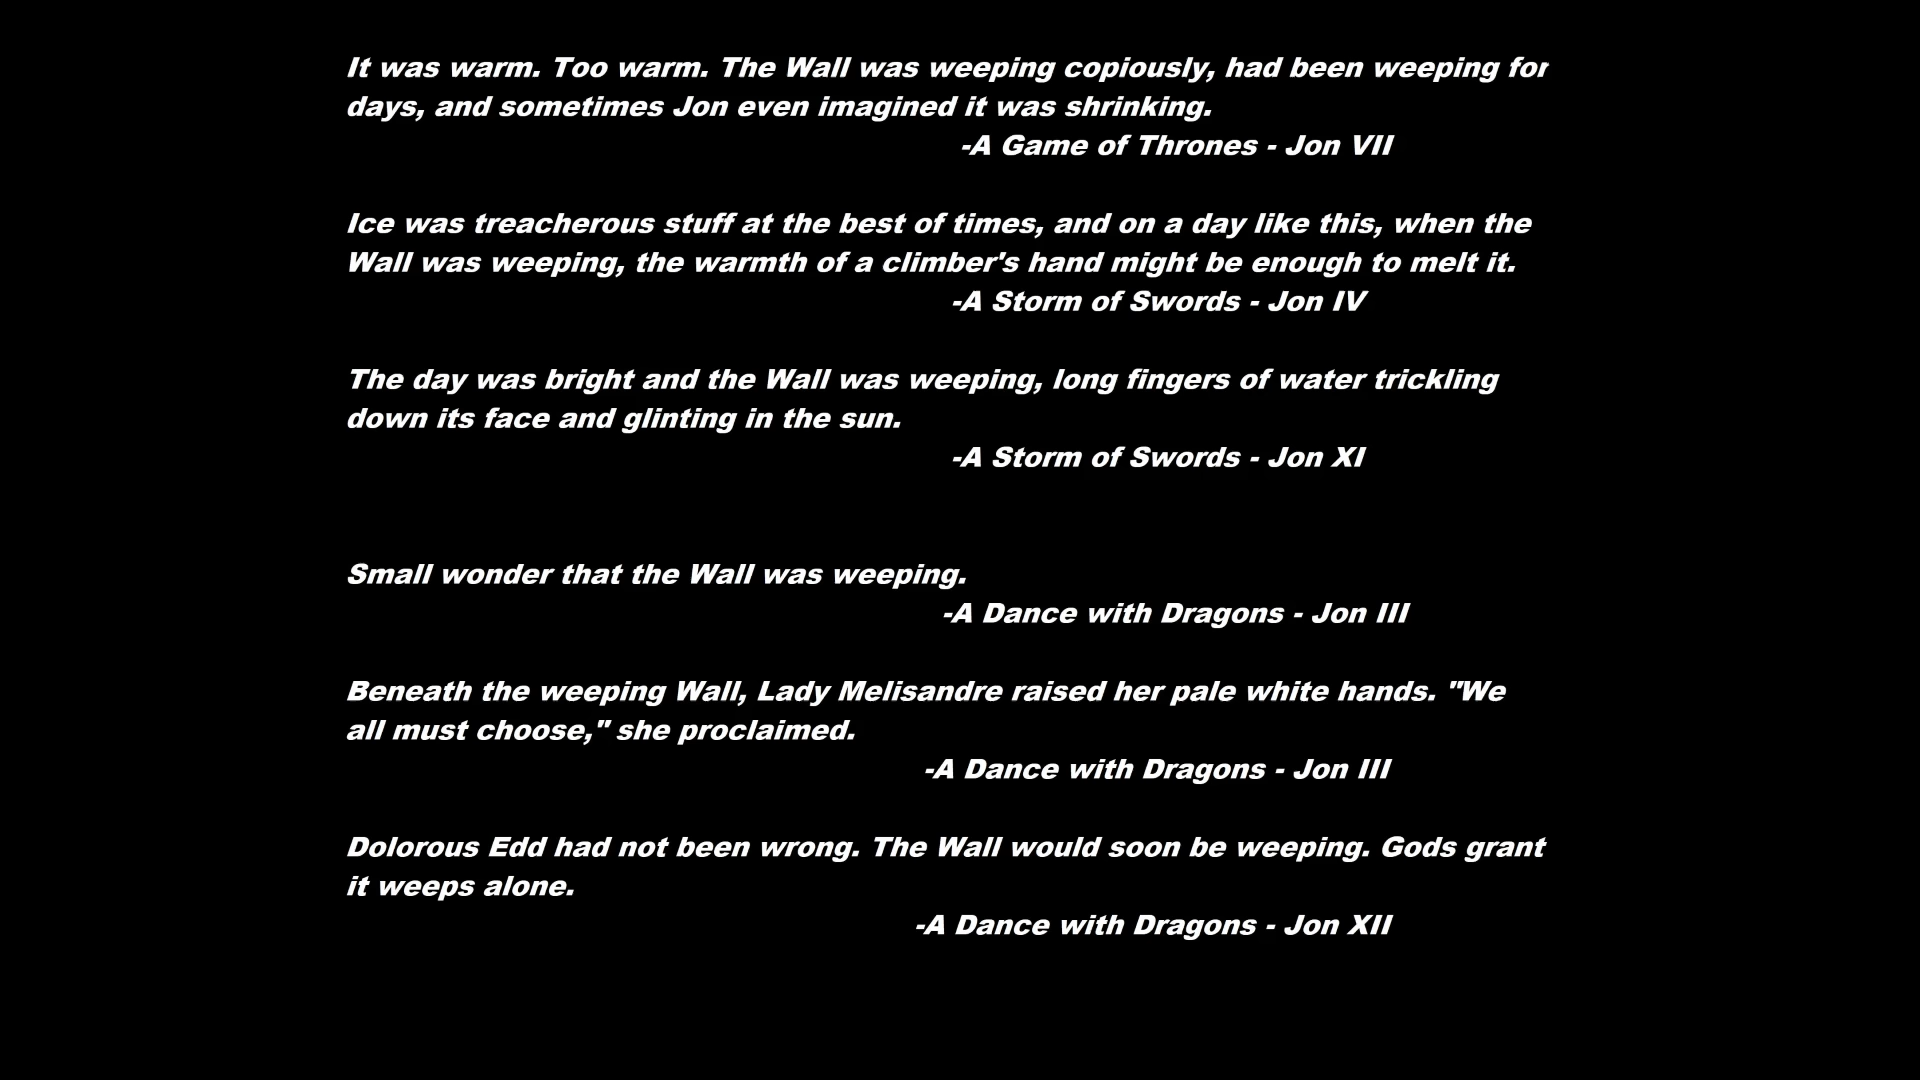 It was warm. Too warm. The Wall was weeping copiously, had been weeping for
days, and sometimes Jon even imagined it was shrinking.
-A Game of Thrones - Jon VII
Ice was treacherous stuff at the best of times, and on a day like this, when the
Wall was weeping, the warmth of a climber's hand might be enough to melt it.
-A Storm of Swords - Jon IV
The day was bright and the Wall was weeping, long fingers of water trickling
down its face and glinting in the sun.
-A Storm of Swords - Jon XI
Small wonder that the Wall was weeping.
-A Dance with Dragons - Jon III
Beneath the weeping Wall, Lady Melisandre raised her pale white hands. "We
all must choose," she proclaimed.
-A Dance with Dragons - Jon III
Dolorous Edd had not been wrong. The Wall would soon be weeping. Gods grant
it weeps alone.
-A Dance with Dragons - Jon XII